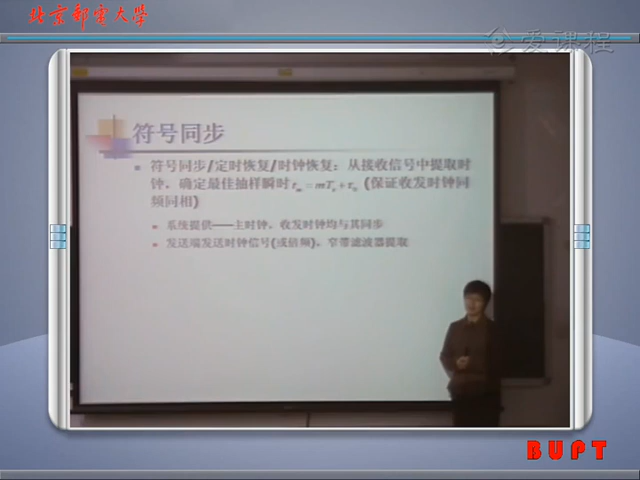 北京邮电大学
爱课程
符号同步
符号同步/定时恢复/时钟恢复：从接收信号中提取时
钟，确定最佳抽样瞬时 tₘ = mTₛ + τ₀（保证收发时钟同
频同相)
系统提供——主时钟，收发时钟均与其同步
发送端发送时钟信号(或倍频)，窄带滤波器提取
BUPT